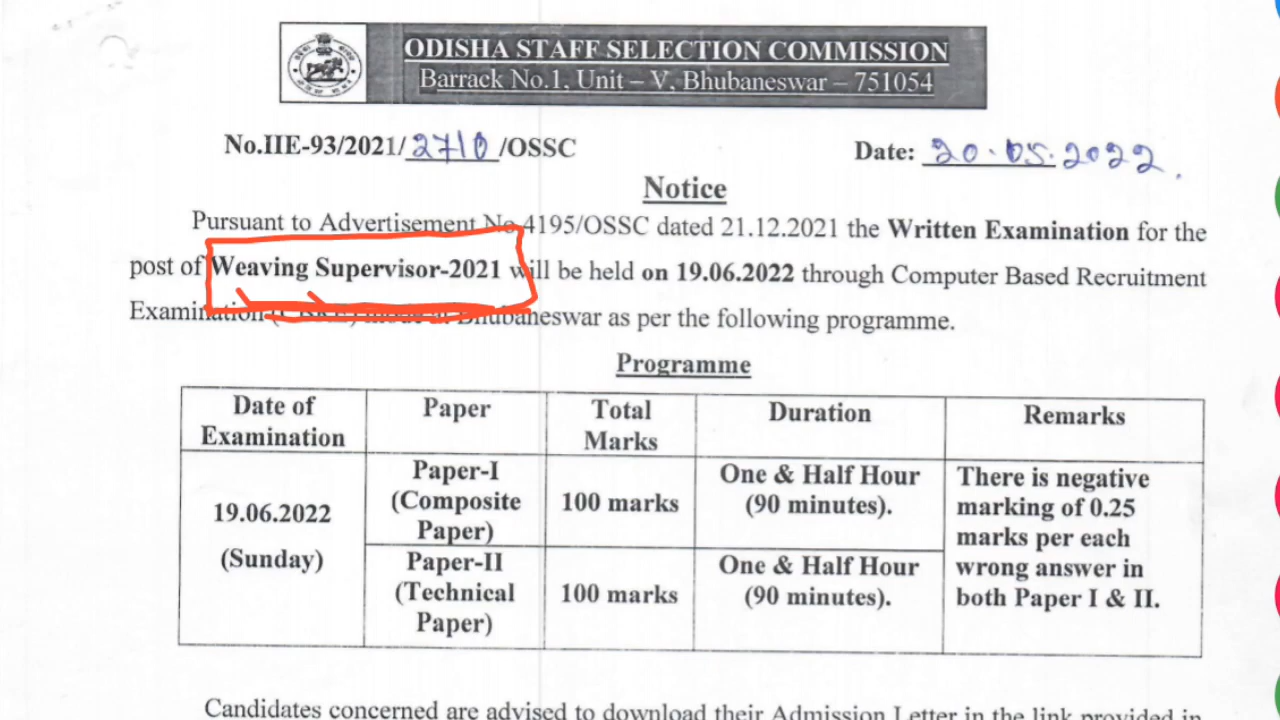 ODISHA STAFF SELECTION COMMISSION
Barrack No.1, Unit – V, Bhubaneswar – 751054
No.IIE-93/2021/2710/OSSC
Date: 20.05.2022.
Notice
Pursuant to Advertisement No 4195/OSSC dated 21.12.2021 the Written Examination for the
post of Weaving Supervisor-2021 will be held on 19.06.2022 through Computer Based Recruitment
Examination Bhubaneswar as per the following programme.
Programme
Date of
Examination
Paper
Total
Marks
Duration
Remarks
19.06.2022
(Sunday)
Paper-I
(Composite
Paper)
100 marks
One & Half Hour
(90 minutes).
There is negative
marking of 0.25
marks per each
wrong answer in
both Paper I & II.
Paper-II
(Technical
Paper)
100 marks
One & Half Hour
(90 minutes).
Candidates concerned are advised to download their Admission Letter in the link provided in